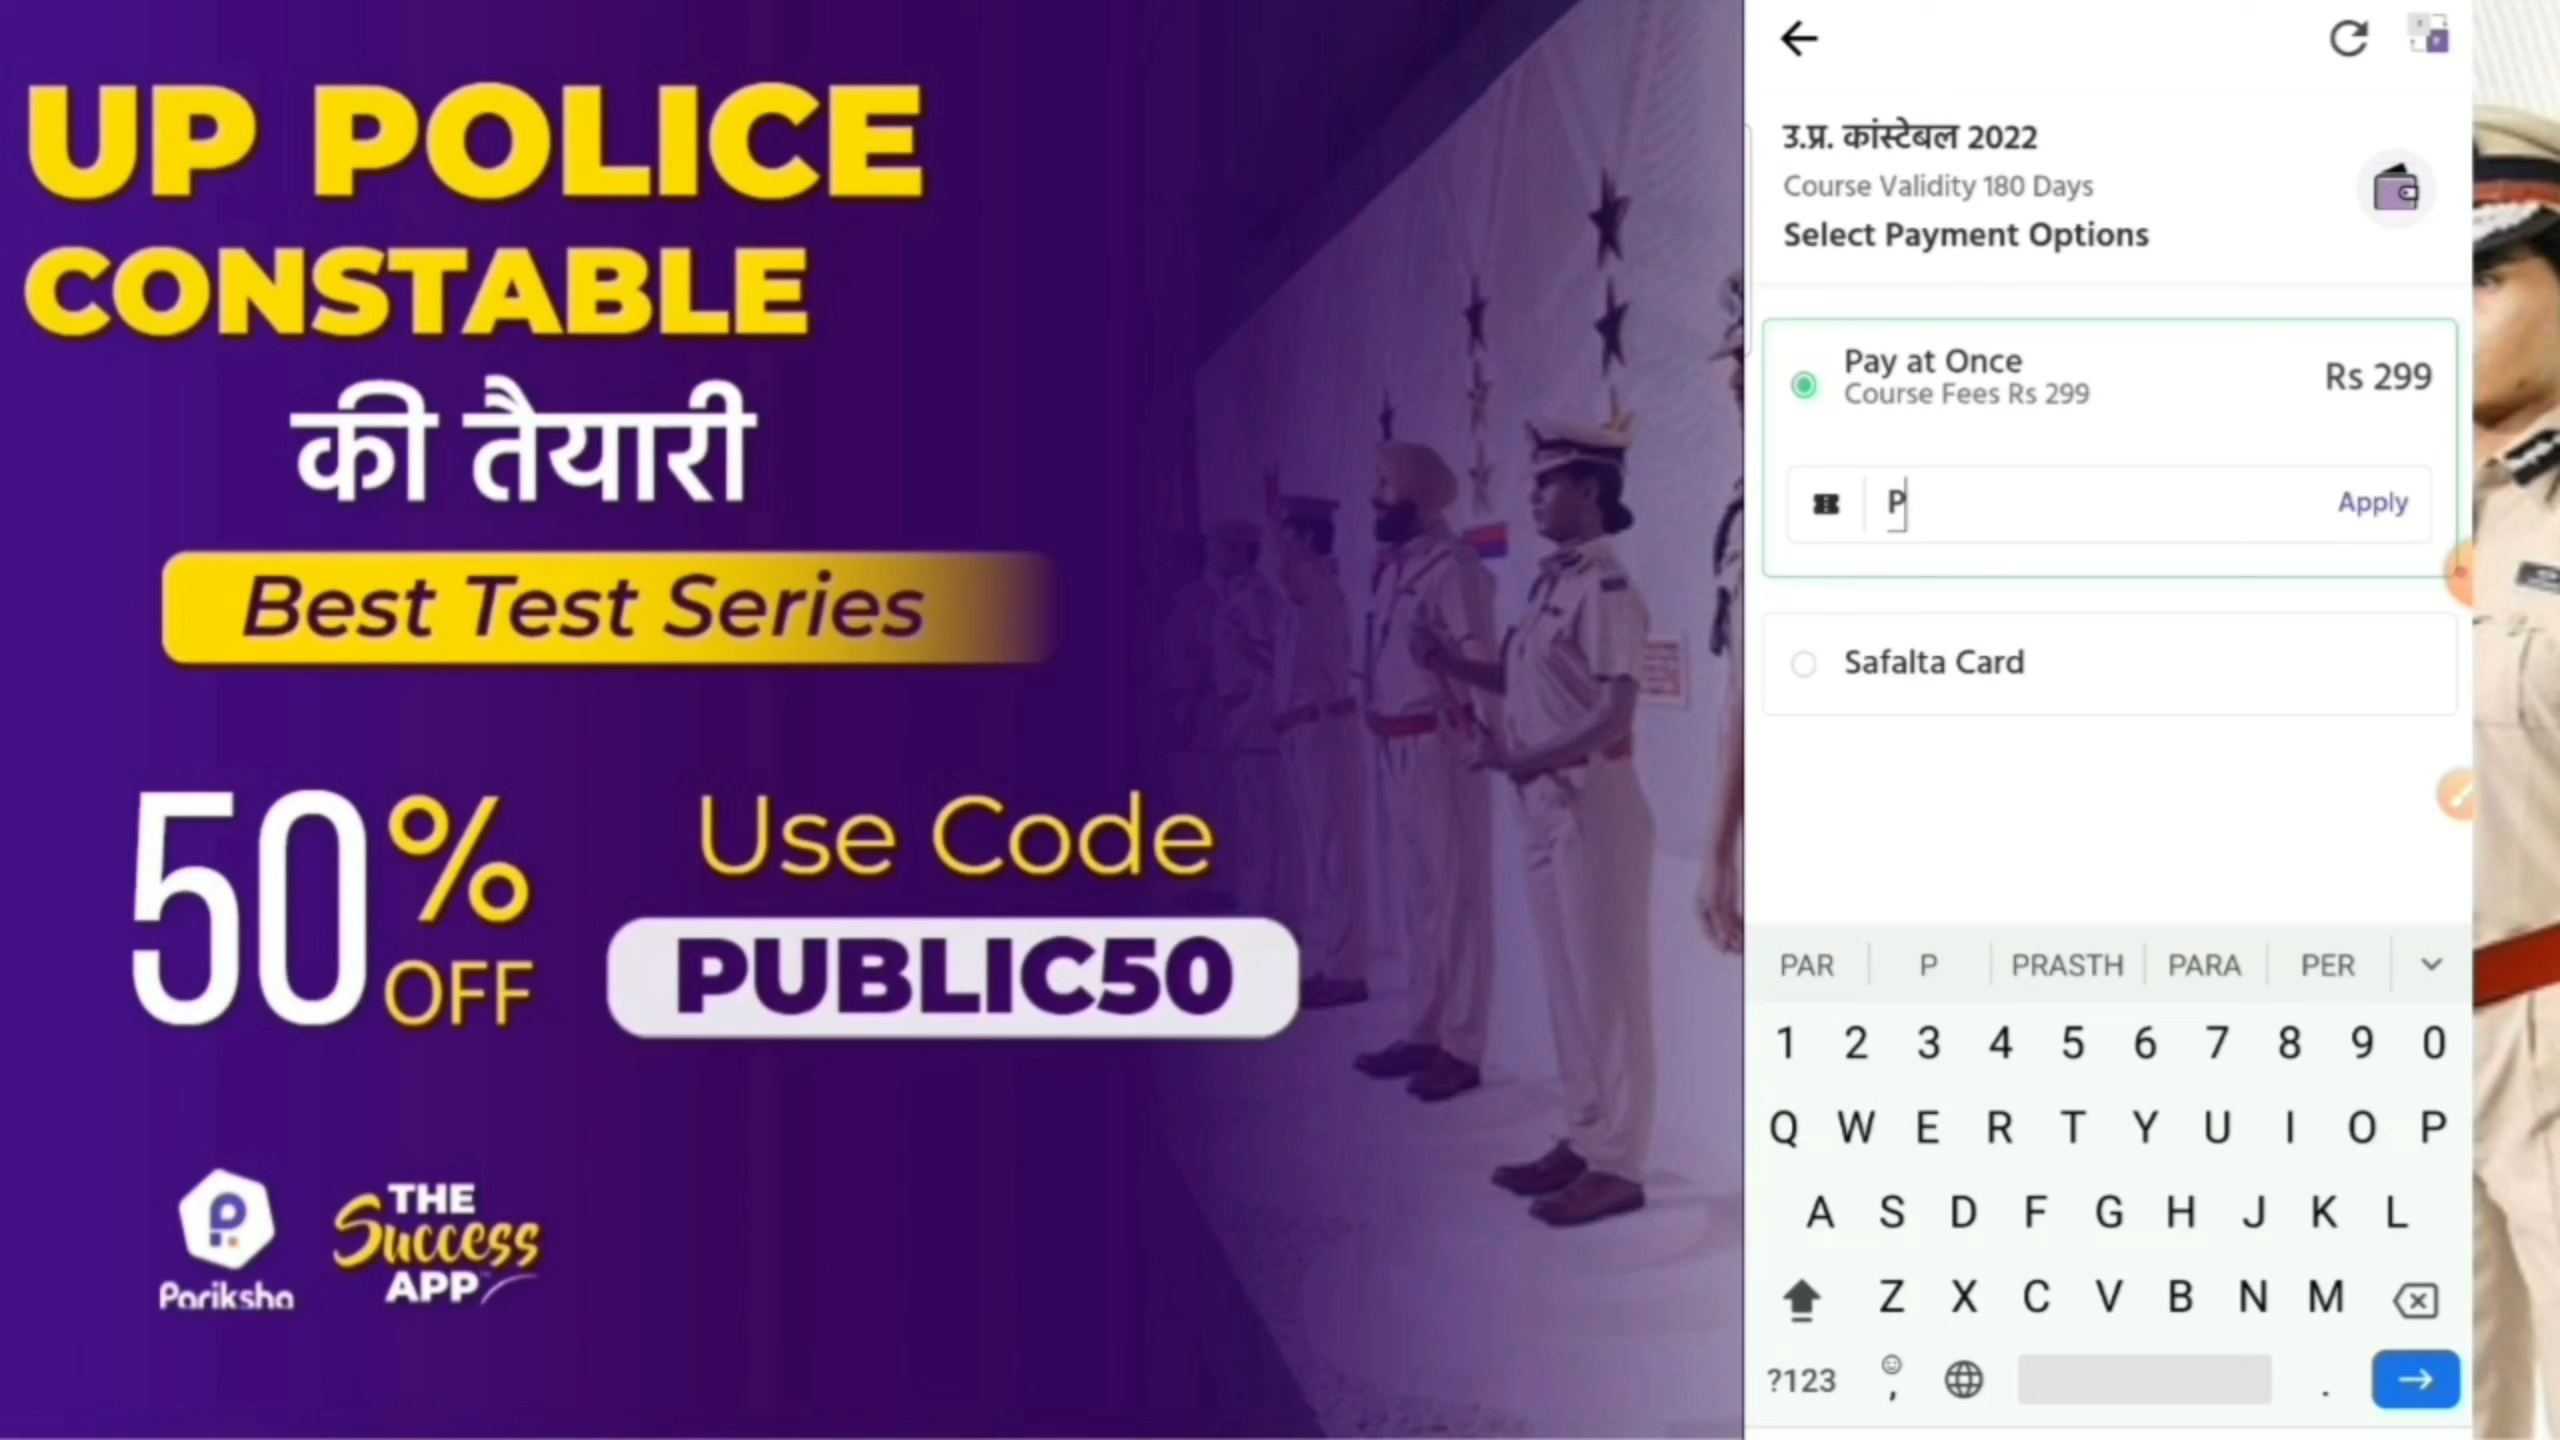 UP POLICE
CONSTABLE
की तैयारी
Best Test Series
50%
OFF
Use Code
PUBLIC50
Pariksha
THE
Success
APP
उ.प्र. कांस्टेबल 2022
Course Validity 180 Days
Select Payment Options
Pay at Once
Course Fees Rs 299
Rs 299
P
Apply
Safalta Card
PAR P PRASTH PARA PER
1 2 3 4 5 6 7 8 9 0
Q W E R T Y U I O P
A S D F G H J K L
Z X C V B N M
?123 , .